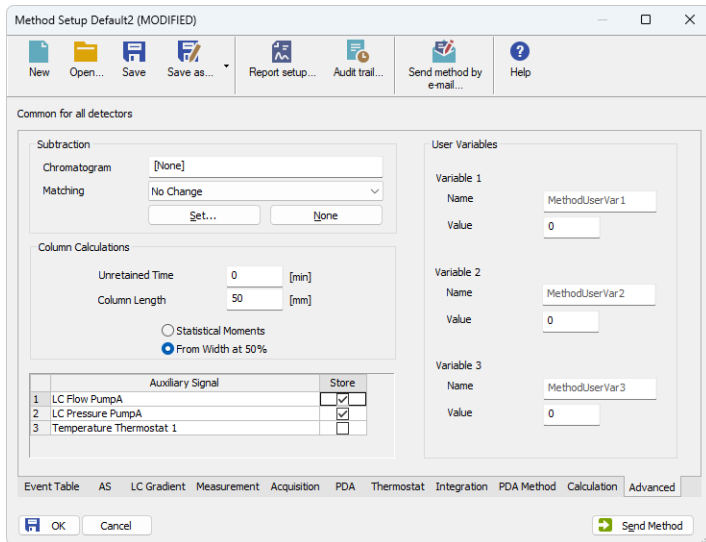 Method Setup Default2 (MODIFIED)
New Open... Save Save as... Report setup... Audit trail... Send method by e-mail... Help
Common for all detectors
Subtraction
Chromatogram [None]
Matching No Change
Set... None
Column Calculations
Unretained Time 0 [min]
Column Length 50 [mm]
Statistical Moments
From Width at 50%
Auxiliary Signal Store
1 LC Flow PumpA
2 LC Pressure PumpA
3 Temperature Thermostat 1
User Variables
Variable 1
Name MethodUserVar1
Value 0
Variable 2
Name MethodUserVar2
Value 0
Variable 3
Name MethodUserVar3
Value 0
Event Table AS LC Gradient Measurement Acquisition PDA Thermostat Integration PDA Method Calculation Advanced
OK Cancel Send Method